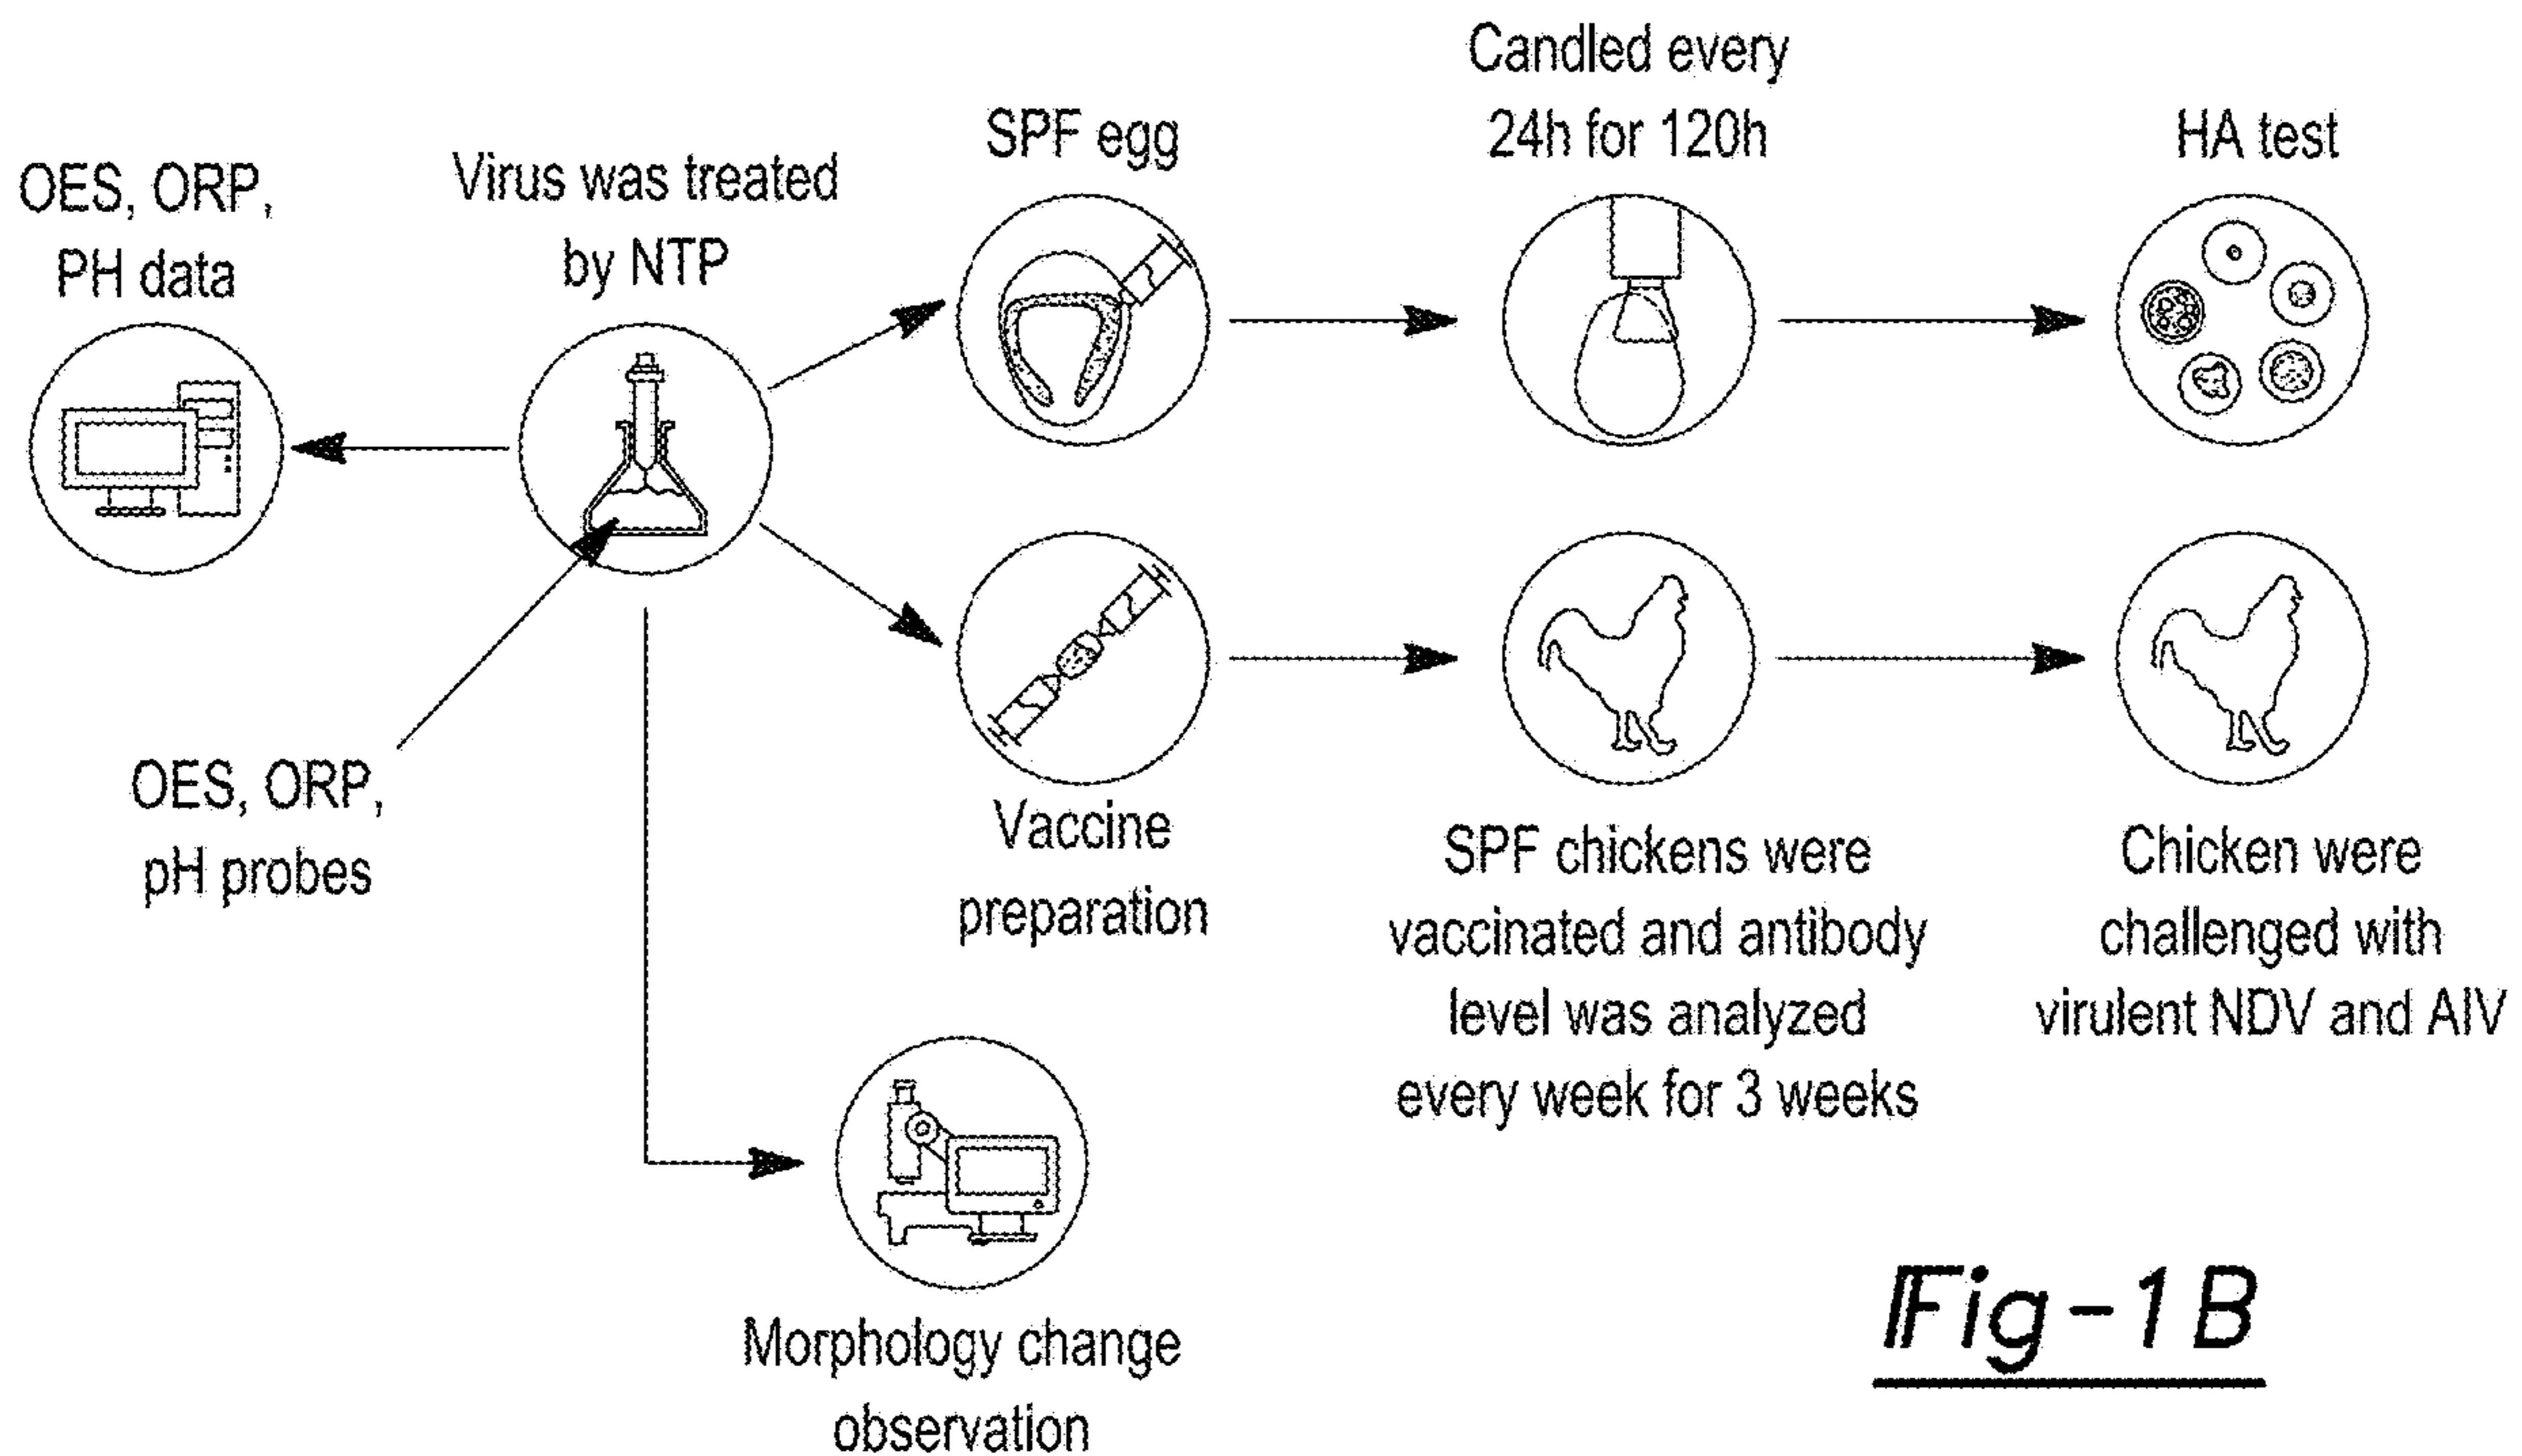 OES, ORP,
PH data
Virus was treated
by NTP
SPF egg
Candled every
24h for 120h
HA test
OES, ORP,
pH probes
Vaccine
preparation
SPF chickens were
vaccinated and antibody
level was analyzed
every week for 3 weeks
Chicken were
challenged with
virulent NDV and AIV
Morphology change
observation
Fig-1B